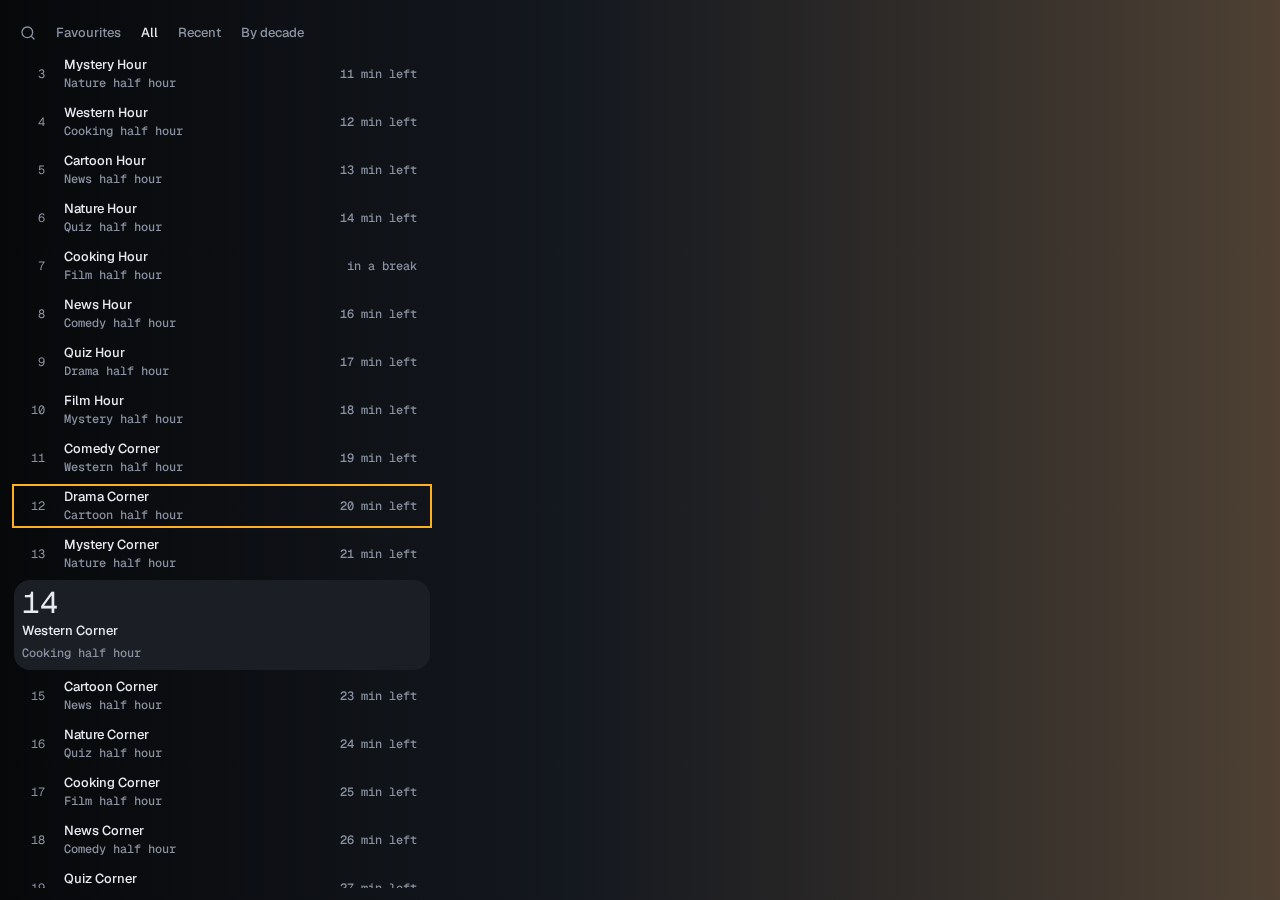 Favourites All Recent By decade
3 Mystery Hour 11 min left
Nature half hour
4 Western Hour 12 min left
Cooking half hour
5 Cartoon Hour 13 min left
News half hour
6 Nature Hour 14 min left
Quiz half hour
7 Cooking Hour in a break
Film half hour
8 News Hour 16 min left
Comedy half hour
9 Quiz Hour 17 min left
Drama half hour
10 Film Hour 18 min left
Mystery half hour
11 Comedy Corner 19 min left
Western half hour
12 Drama Corner 20 min left
Cartoon half hour
13 Mystery Corner 21 min left
Nature half hour
14
Western Corner
Cooking half hour
15 Cartoon Corner 23 min left
News half hour
16 Nature Corner 24 min left
Quiz half hour
17 Cooking Corner 25 min left
Film half hour
18 News Corner 26 min left
Comedy half hour
19 Quiz Corner 27 min left